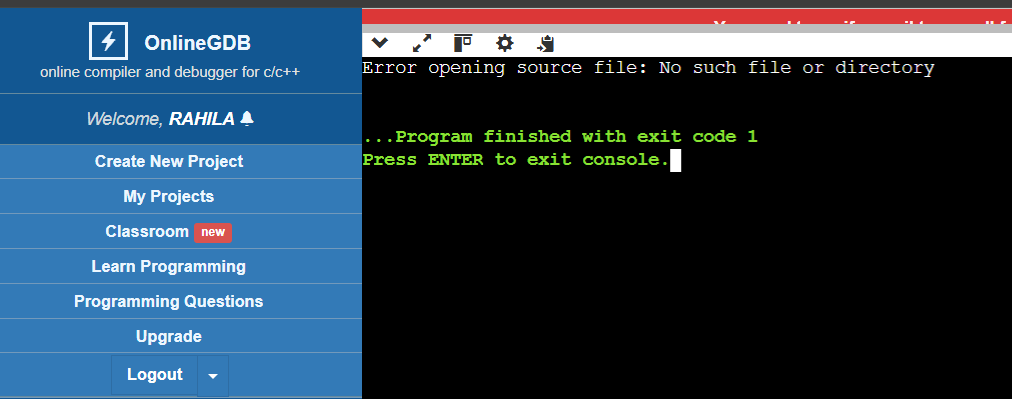 OnlineGDB
online compiler and debugger for c/c++
Welcome, RAHILA
Create New Project
My Projects
Classroom new
Learn Programming
Programming Questions
Upgrade
Logout
Error opening source file: No such file or directory
...Program finished with exit code 1
Press ENTER to exit console.